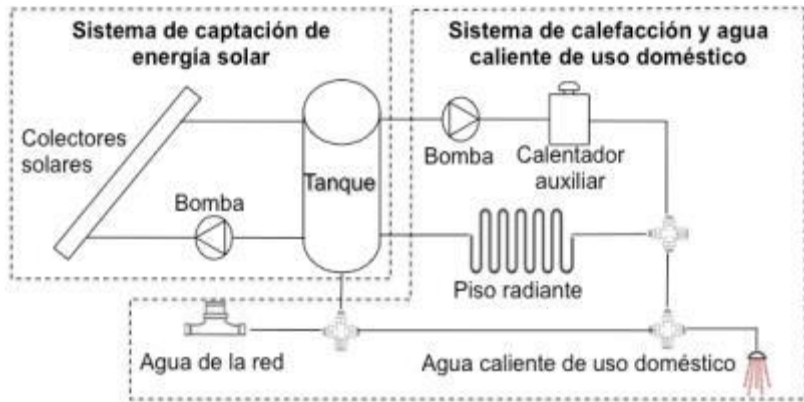 Sistema de captación de
energía solar
Sistema de calefacción y agua
caliente de uso doméstico
Colectores
solares
Bomba
Tanque
Bomba
Calentador
auxiliar
Piso radiante
Agua de la red
Agua caliente de uso doméstico